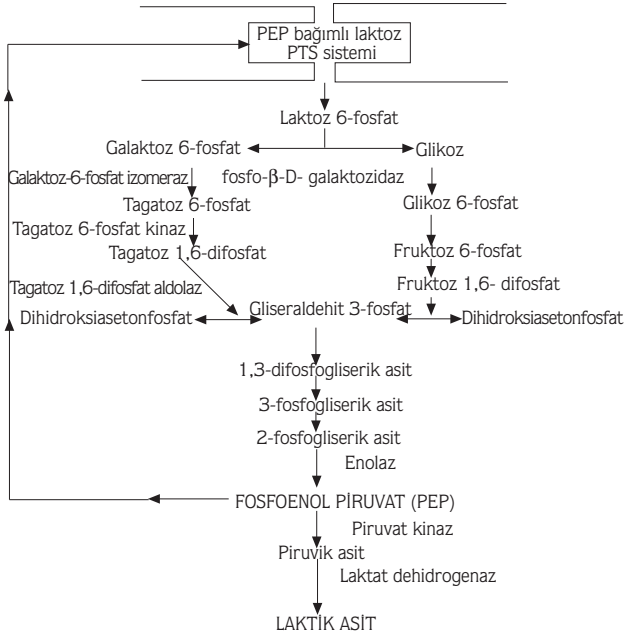 PEP bağımlı laktoz
PTS sistemi
Laktoz 6-fosfat
Galaktoz 6-fosfat
Glikoz
Galaktoz-6-fosfat izomeraz
fosfo-β-D- galaktozidaz
Tagatoz 6-fosfat
Glikoz 6-fosfat
Tagatoz 6-fosfat kinaz
Tagatoz 1,6-difosfat
Fruktoz 6-fosfat
Tagatoz 1,6-difosfat aldolaz
Fruktoz 1,6- difosfat
Gliseraldehit 3-fosfat
Dihidroksiasetonfosfat
Dihidroksiasetonfosfat
1,3-difosfogliserik asit
3-fosfogliserik asit
2-fosfogliserik asit
Enolaz
FOSFOENOL PİRUVAT (PEP)
Piruvat kinaz
Piruvik asit
Laktat dehidrogenaz
LAKTİK ASİT